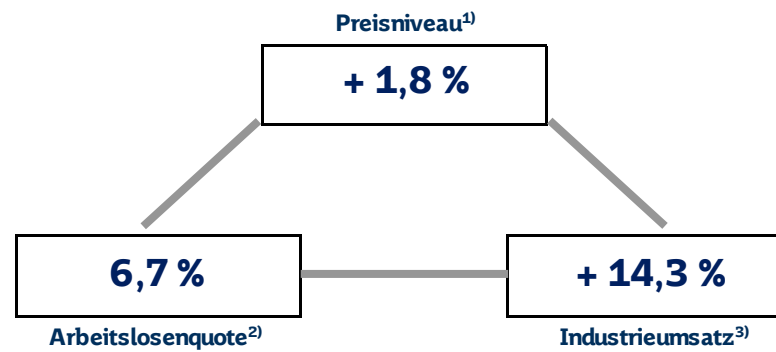 Preisniveau¹⁾
+ 1,8 %
6,7 %
+ 14,3 %
Arbeitslosenquote²⁾
Industrieumsatz³⁾